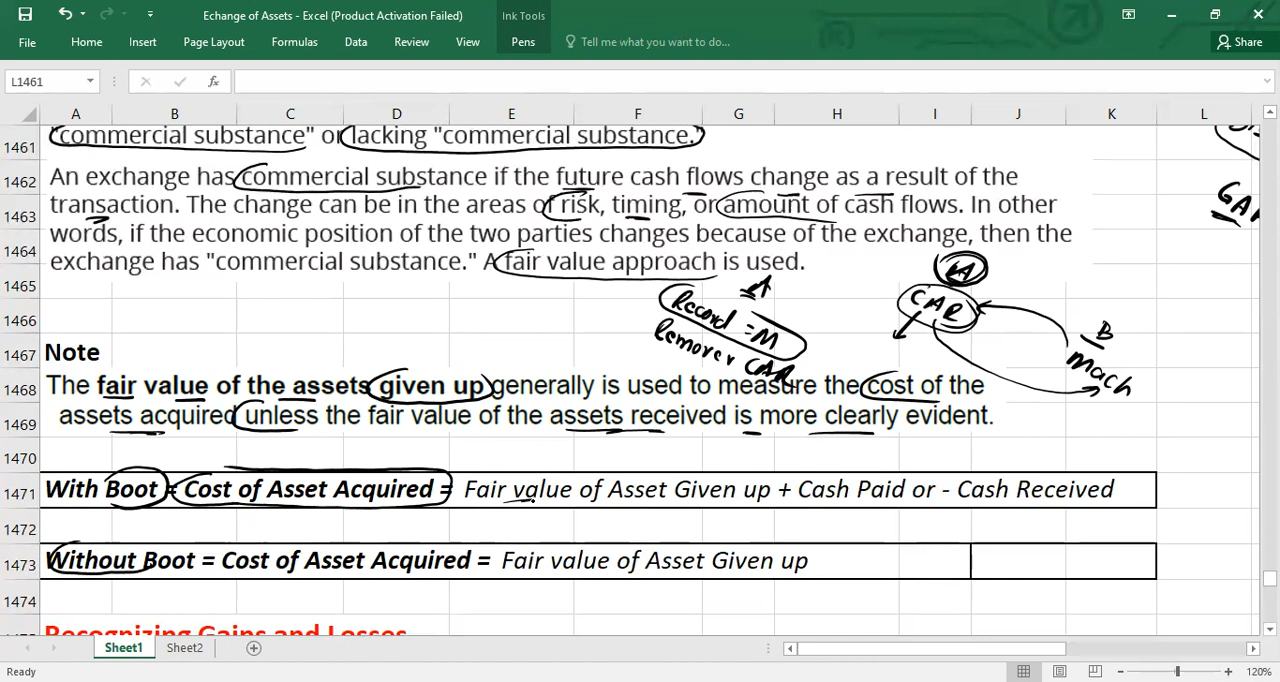 Echange of Assets - Excel (Product Activation Failed)
Ink Tools
File Home Insert Page Layout Formulas Data Review View Pens Tell me what you want to do... Share
L1461 fx
A B C D E F G H I J K L
1461 "commercial substance" or lacking "commercial substance."
1462 An exchange has commercial substance if the future cash flows change as a result of the
1463 transaction. The change can be in the areas of risk, timing, or amount of cash flows. In other
1464 words, if the economic position of the two parties changes because of the exchange, then the
1465 exchange has "commercial substance." A fair value approach is used.
A
CAR
B
Mach
Record = M
Remover CAR
1466
1467 Note
1468 The fair value of the assets given up generally is used to measure the cost of the
1469 assets acquired unless the fair value of the assets received is more clearly evident.
1470
1471 With Boot = Cost of Asset Acquired = Fair value of Asset Given up + Cash Paid or - Cash Received
1472
1473 Without Boot = Cost of Asset Acquired = Fair value of Asset Given up
1474
Recognizing Gains and Losses
Sheet1 Sheet2
Ready 120%